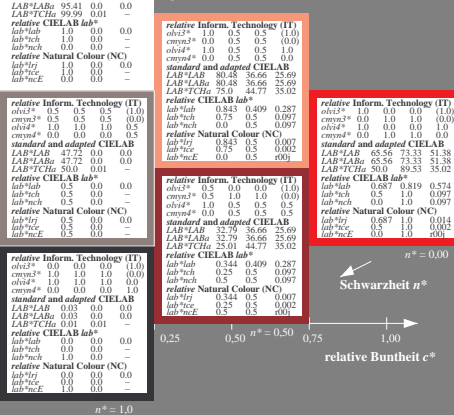 LAB*LABa 95.41 0.0 0.0
LAB*TCHa 99.99 0.01 –
relative CIELAB lab*
lab*lab 1.0 0.0 0.0
lab*tch 1.0 0.0 –
lab*nch 0.0 0.0 –
relative Natural Colour (NC)
lab*lrj 1.0 0.0 0.0
lab*tce 1.0 0.0 –
lab*ncE 0.0 0.0 –
relative Inform. Technology (IT)
olvi3* 0.5 0.5 0.5 (1.0)
cmyn3* 0.5 0.5 0.5 (0.0)
olvi4* 1.0 1.0 1.0 0.5
cmyn4* 0.0 0.0 0.0 0.5
standard and adapted CIELAB
LAB*LAB 47.72 0.0 0.0
LAB*LABa 47.72 0.0 0.0
LAB*TCHa 50.0 0.01 –
relative CIELAB lab*
lab*lab 0.5 0.0 0.0
lab*tch 0.5 0.0 –
lab*nch 0.5 0.0 –
relative Natural Colour (NC)
lab*lrj 0.5 0.0 0.0
lab*tce 0.5 0.0 –
lab*ncE 0.5 0.0 –
relative Inform. Technology (IT)
olvi3* 0.0 0.0 0.0 (1.0)
cmyn3* 1.0 1.0 1.0 (0.0)
olvi4* 1.0 1.0 1.0 0.0
cmyn4* 0.0 0.0 0.0 1.0
standard and adapted CIELAB
LAB*LAB 0.03 0.0 0.0
LAB*LABa 0.03 0.0 0.0
LAB*TCHa 0.01 0.01 –
relative CIELAB lab*
lab*lab 0.0 0.0 0.0
lab*tch 0.0 0.0 –
lab*nch 1.0 0.0 –
relative Natural Colour (NC)
lab*lrj 0.0 0.0 0.0
lab*tce 0.0 0.0 –
lab*ncE 1.0 0.0 –
n* = 1,0
relative Inform. Technology (IT)
olvi3* 1.0 0.5 0.5 (1.0)
cmyn3* 0.0 0.5 0.5 (0.0)
olvi4* 1.0 0.5 0.5 1.0
cmyn4* 0.0 0.5 0.5 0.0
standard and adapted CIELAB
LAB*LAB 80.48 36.66 25.69
LAB*LABa 80.48 36.66 25.69
LAB*TCHa 75.0 44.77 35.02
relative CIELAB lab*
lab*lab 0.843 0.409 0.287
lab*tch 0.75 0.5 0.097
lab*nch 0.0 0.5 0.097
relative Natural Colour (NC)
lab*lrj 0.843 0.5 0.007
lab*tce 0.75 0.5 0.002
lab*ncE 0.0 0.5 r00j
relative Inform. Technology (IT)
olvi3* 0.5 0.0 0.0 (1.0)
cmyn3* 0.5 1.0 1.0 (0.0)
olvi4* 1.0 0.5 0.5 0.5
cmyn4* 0.0 0.5 0.5 0.5
standard and adapted CIELAB
LAB*LAB 32.79 36.66 25.69
LAB*LABa 32.79 36.66 25.69
LAB*TCHa 25.01 44.77 35.02
relative CIELAB lab*
lab*lab 0.344 0.409 0.287
lab*tch 0.25 0.5 0.097
lab*nch 0.5 0.5 0.097
relative Natural Colour (NC)
lab*lrj 0.344 0.5 0.007
lab*tce 0.25 0.5 0.002
lab*ncE 0.5 0.5 r00j
n* = 0,50
relative Inform. Technology (IT)
olvi3* 1.0 0.0 0.0 (1.0)
cmyn3* 0.0 1.0 1.0 (0.0)
olvi4* 1.0 0.0 0.0 1.0
cmyn4* 0.0 1.0 1.0 0.0
standard and adapted CIELAB
LAB*LAB 65.56 73.33 51.38
LAB*LABa 65.56 73.33 51.38
LAB*TCHa 50.0 89.53 35.02
relative CIELAB lab*
lab*lab 0.687 0.819 0.574
lab*tch 0.5 1.0 0.097
lab*nch 0.0 1.0 0.097
relative Natural Colour (NC)
lab*lrj 0.687 1.0 0.014
lab*tce 0.5 1.0 0.002
lab*ncE 0.0 1.0 r00j
n* = 0,00
Schwarzheit n*
0,25 0,50 0,75 1,00
relative Buntheit c*